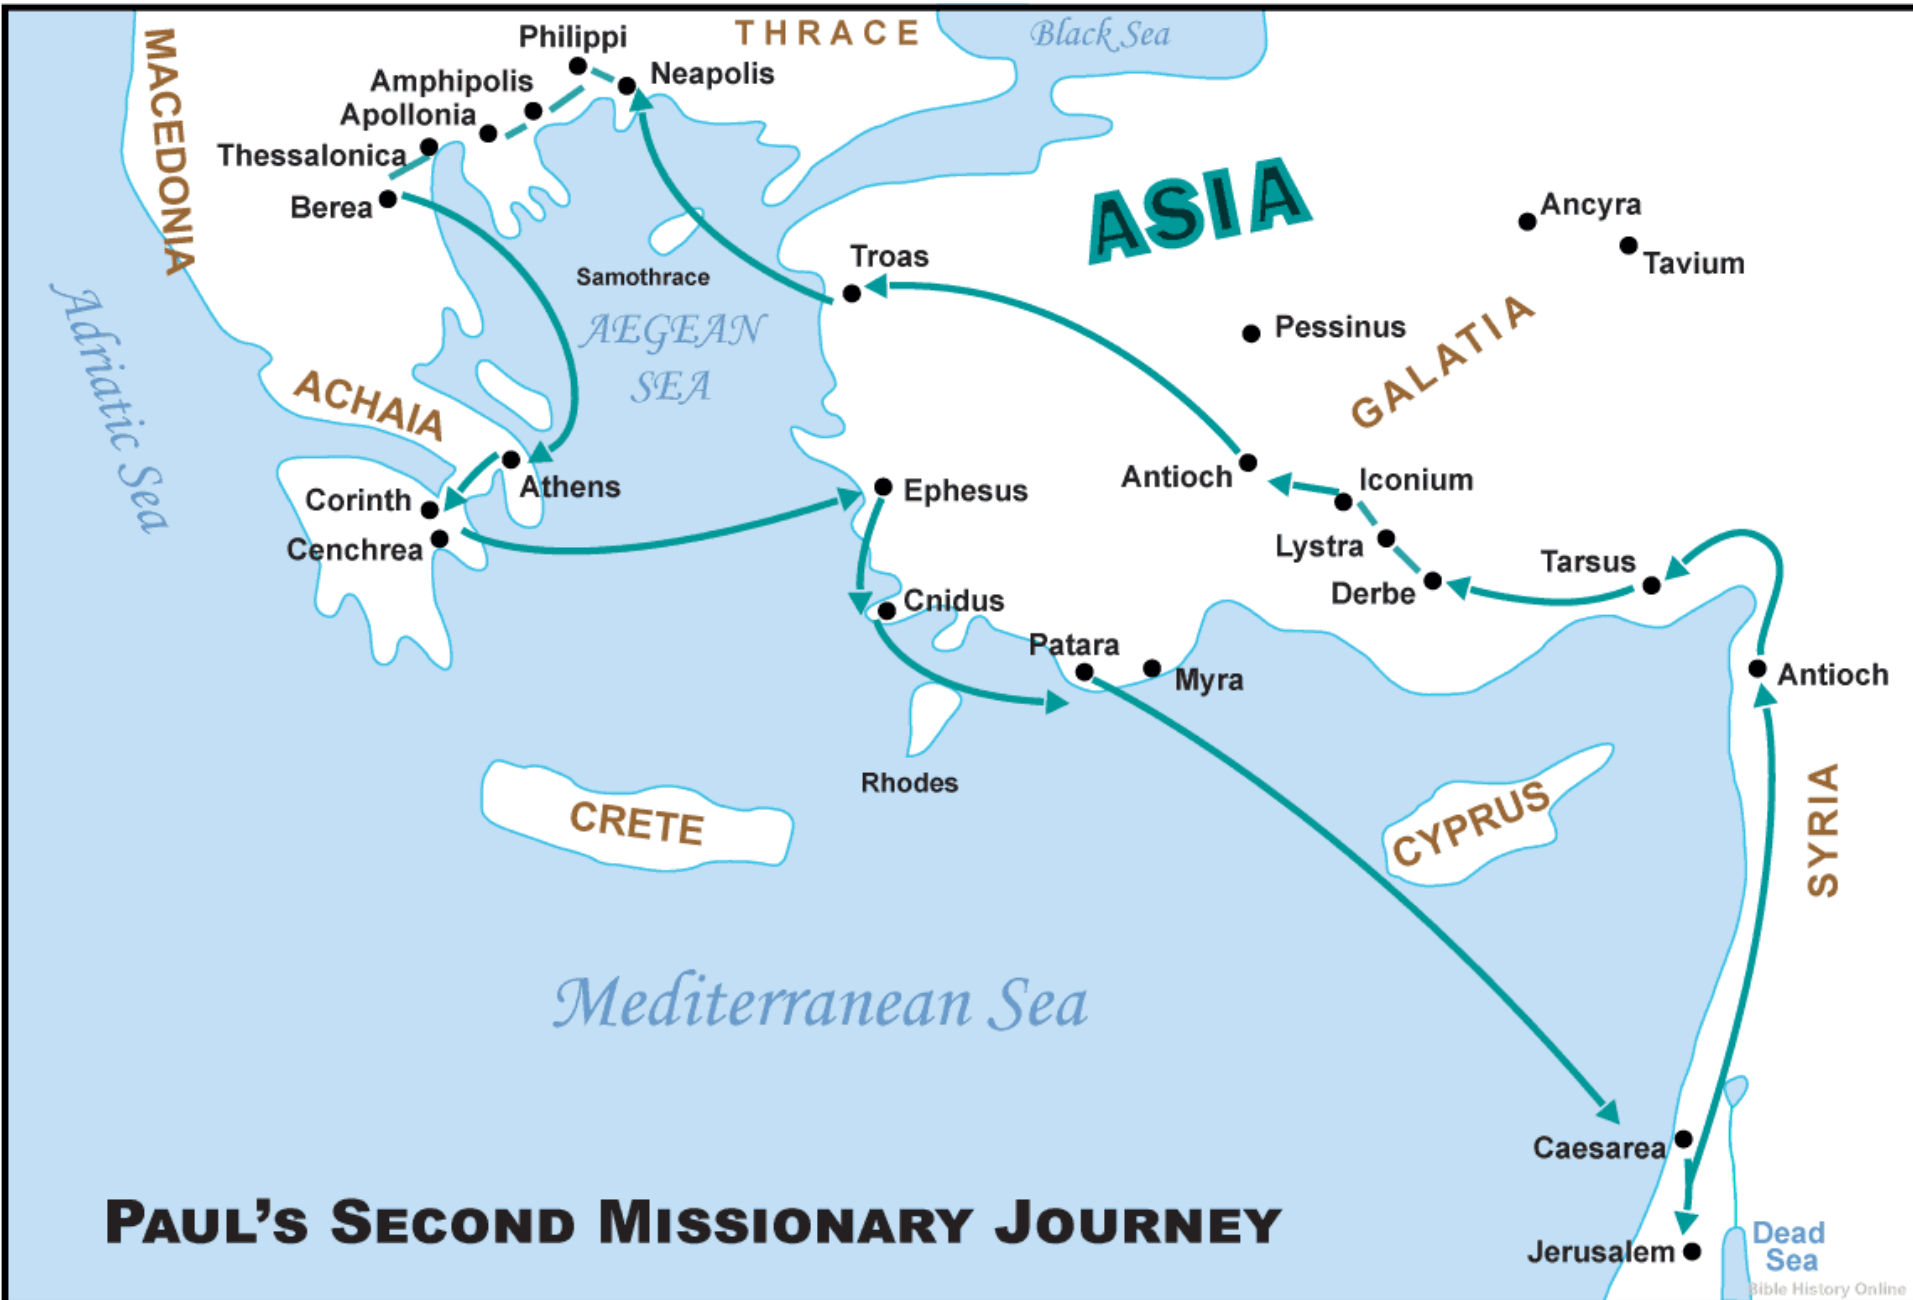 THRACE
Black Sea
Philippi
Neapolis
Amphipolis
Apollonia
Thessalonica
Berea
MACEDONIA
Adriatic Sea
Samothrace
AEGEAN
SEA
Troas
ASIA
Ancyra
Tavium
Pessinus
GALATIA
ACHAIA
Athens
Corinth
Cenchrea
Ephesus
Antioch
Iconium
Lystra
Derbe
Tarsus
Cnidus
Patara
Myra
Antioch
Rhodes
CRETE
CYPRUS
SYRIA
Mediterranean Sea
Caesarea
Jerusalem
Dead
Sea
PAUL'S SECOND MISSIONARY JOURNEY
Bible History Online